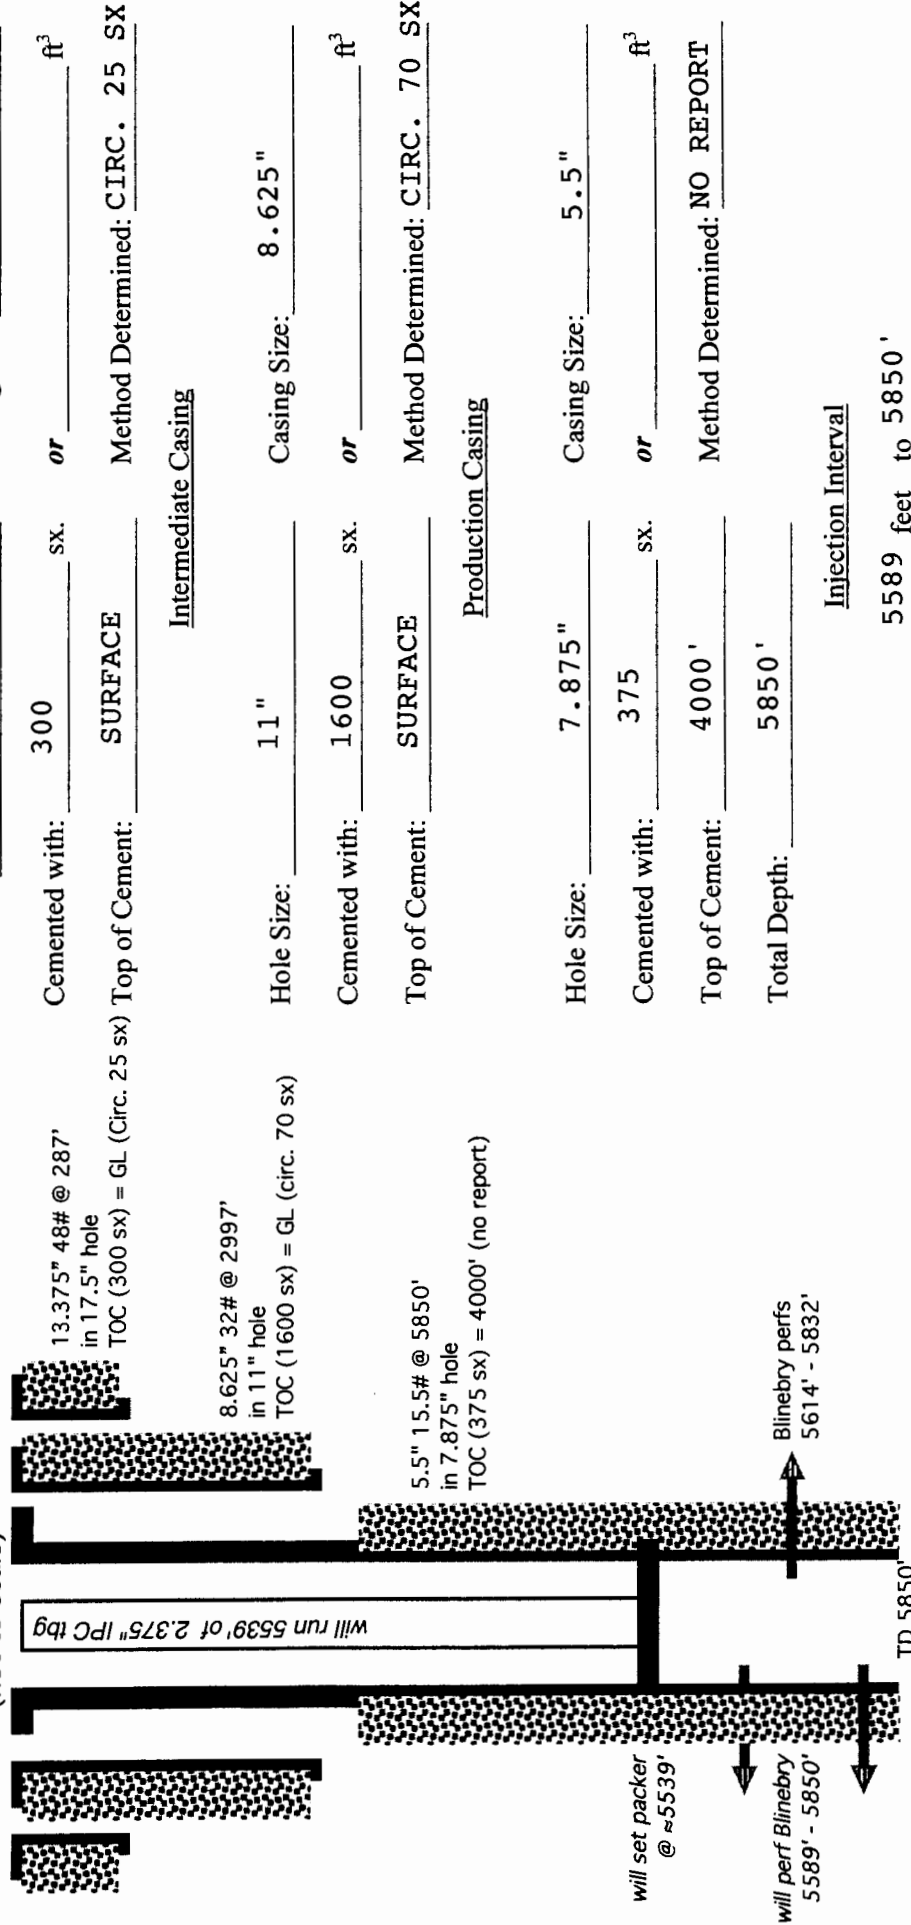 13.375" 48# @ 287'
in 17.5" hole
TOC (300 sx) = GL (Circ. 25 sx)
8.625" 32# @ 2997'
in 11" hole
TOC (1600 sx) = GL (circ. 70 sx)
5.5" 15.5# @ 5850'
in 7.875" hole
TOC (375 sx) = 4000' (no report)
will run 5539' of 2.375" IPC tbg
will set packer
@ ≈5539'
will perf Blinebry
5589' - 5850'
Blinebry perfs
5614' - 5832'
TD 5850'
Cemented with: 300 sx. or ft³
Top of Cement: SURFACE Method Determined: CIRC. 25 SX
Intermediate Casing
Hole Size: 11" Casing Size: 8.625"
Cemented with: 1600 sx. or ft³
Top of Cement: SURFACE Method Determined: CIRC. 70 SX
Production Casing
Hole Size: 7.875" Casing Size: 5.5"
Cemented with: 375 sx. or ft³
Top of Cement: 4000' Method Determined: NO REPORT
Total Depth: 5850'
Injection Interval
5589 feet to 5850'